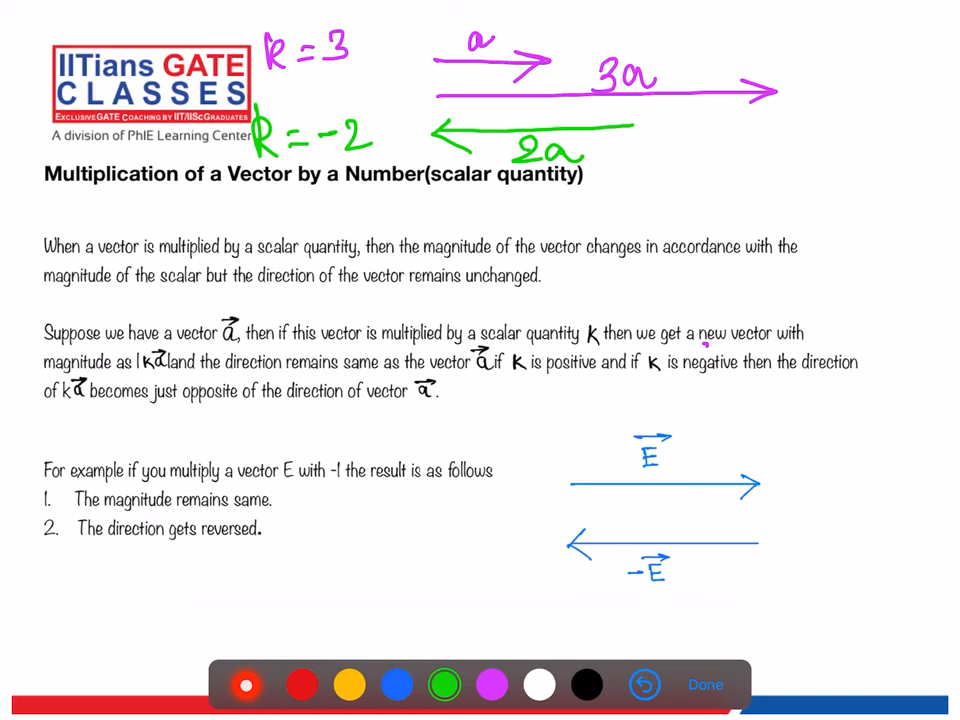 k = 3
a
IITians GATE
CLASSES
EXCLUSIVE GATE COACHING BY IIT/IISC GRADUATES
A division of PhIE Learning Center
3a
k = -2
2a
Multiplication of a Vector by a Number(scalar quantity)
When a vector is multiplied by a scalar quantity, then the magnitude of the vector changes in accordance with the
magnitude of the scalar but the direction of the vector remains unchanged.
Suppose we have a vector a⃗, then if this vector is multiplied by a scalar quantity K then we get a new vector with
magnitude as |ka⃗|and the direction remains same as the vector a⃗ if K is positive and if K is negative then the direction
of ka⃗ becomes just opposite of the direction of vector a⃗.
For example if you multiply a vector E with -1 the result is as follows
1. The magnitude remains same.
2. The direction gets reversed.
E⃗
-E⃗
Done